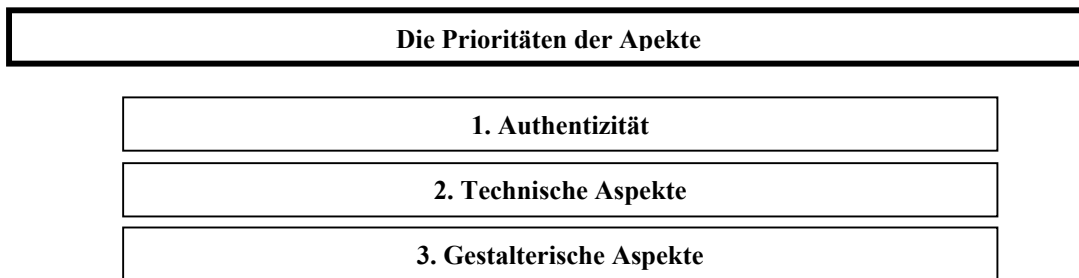 Die Prioritäten der Apekte
1. Authentizität
2. Technische Aspekte
3. Gestalterische Aspekte